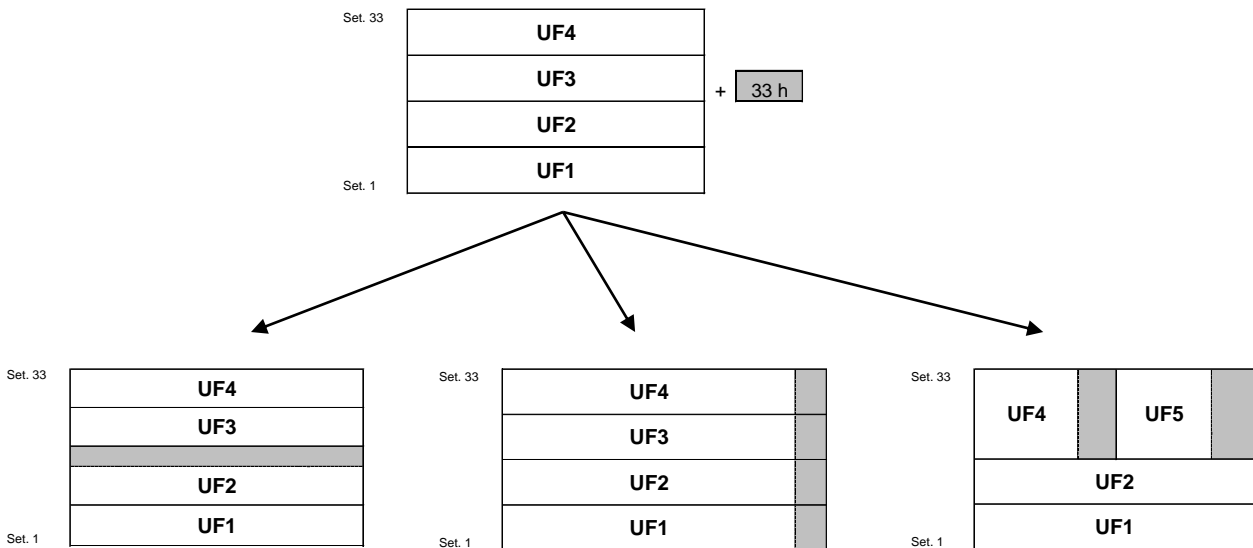 Set. 33
UF4
UF3
+ 33 h
UF2
UF1
Set. 1
Set. 33
UF4
UF3
UF2
UF1
Set. 1
Set. 33
UF4
UF3
UF2
UF1
Set. 1
Set. 33
UF4 UF5
UF2
UF1
Set. 1